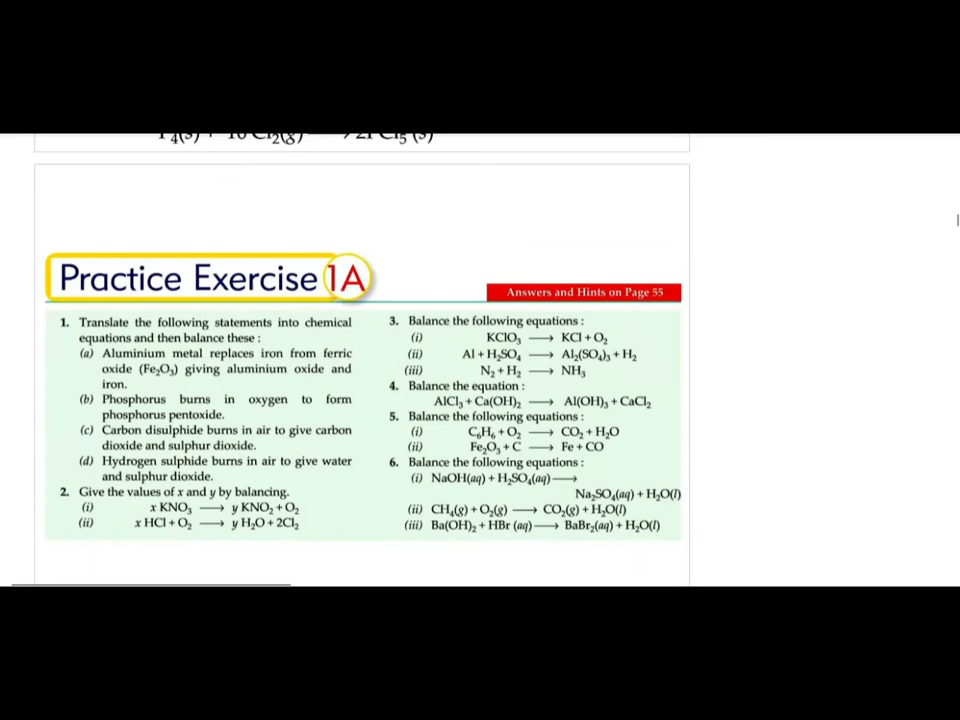 P₄(s) + 10 Cl₂(g) ⟶ 2PCl₅ (s)
Practice Exercise 1A
Answers and Hints on Page 55
1. Translate the following statements into chemical
equations and then balance these :
(a) Aluminium metal replaces iron from ferric
oxide (Fe₂O₃) giving aluminium oxide and
iron.
(b) Phosphorus burns in oxygen to form
phosphorus pentoxide.
(c) Carbon disulphide burns in air to give carbon
dioxide and sulphur dioxide.
(d) Hydrogen sulphide burns in air to give water
and sulphur dioxide.
2. Give the values of x and y by balancing.
(i) x KNO₃ ⟶ y KNO₂ + O₂
(ii) x HCl + O₂ ⟶ y H₂O + 2Cl₂
3. Balance the following equations :
(i) KClO₃ ⟶ KCl + O₂
(ii) Al + H₂SO₄ ⟶ Al₂(SO₄)₃ + H₂
(iii) N₂ + H₂ ⟶ NH₃
4. Balance the equation :
AlCl₃ + Ca(OH)₂ ⟶ Al(OH)₃ + CaCl₂
5. Balance the following equations :
(i) C₆H₆ + O₂ ⟶ CO₂ + H₂O
(ii) Fe₂O₃ + C ⟶ Fe + CO
6. Balance the following equations :
(i) NaOH(aq) + H₂SO₄(aq) ⟶
Na₂SO₄(aq) + H₂O(l)
(ii) CH₄(g) + O₂(g) ⟶ CO₂(g) + H₂O(l)
(iii) Ba(OH)₂ + HBr (aq) ⟶ BaBr₂(aq) + H₂O(l)